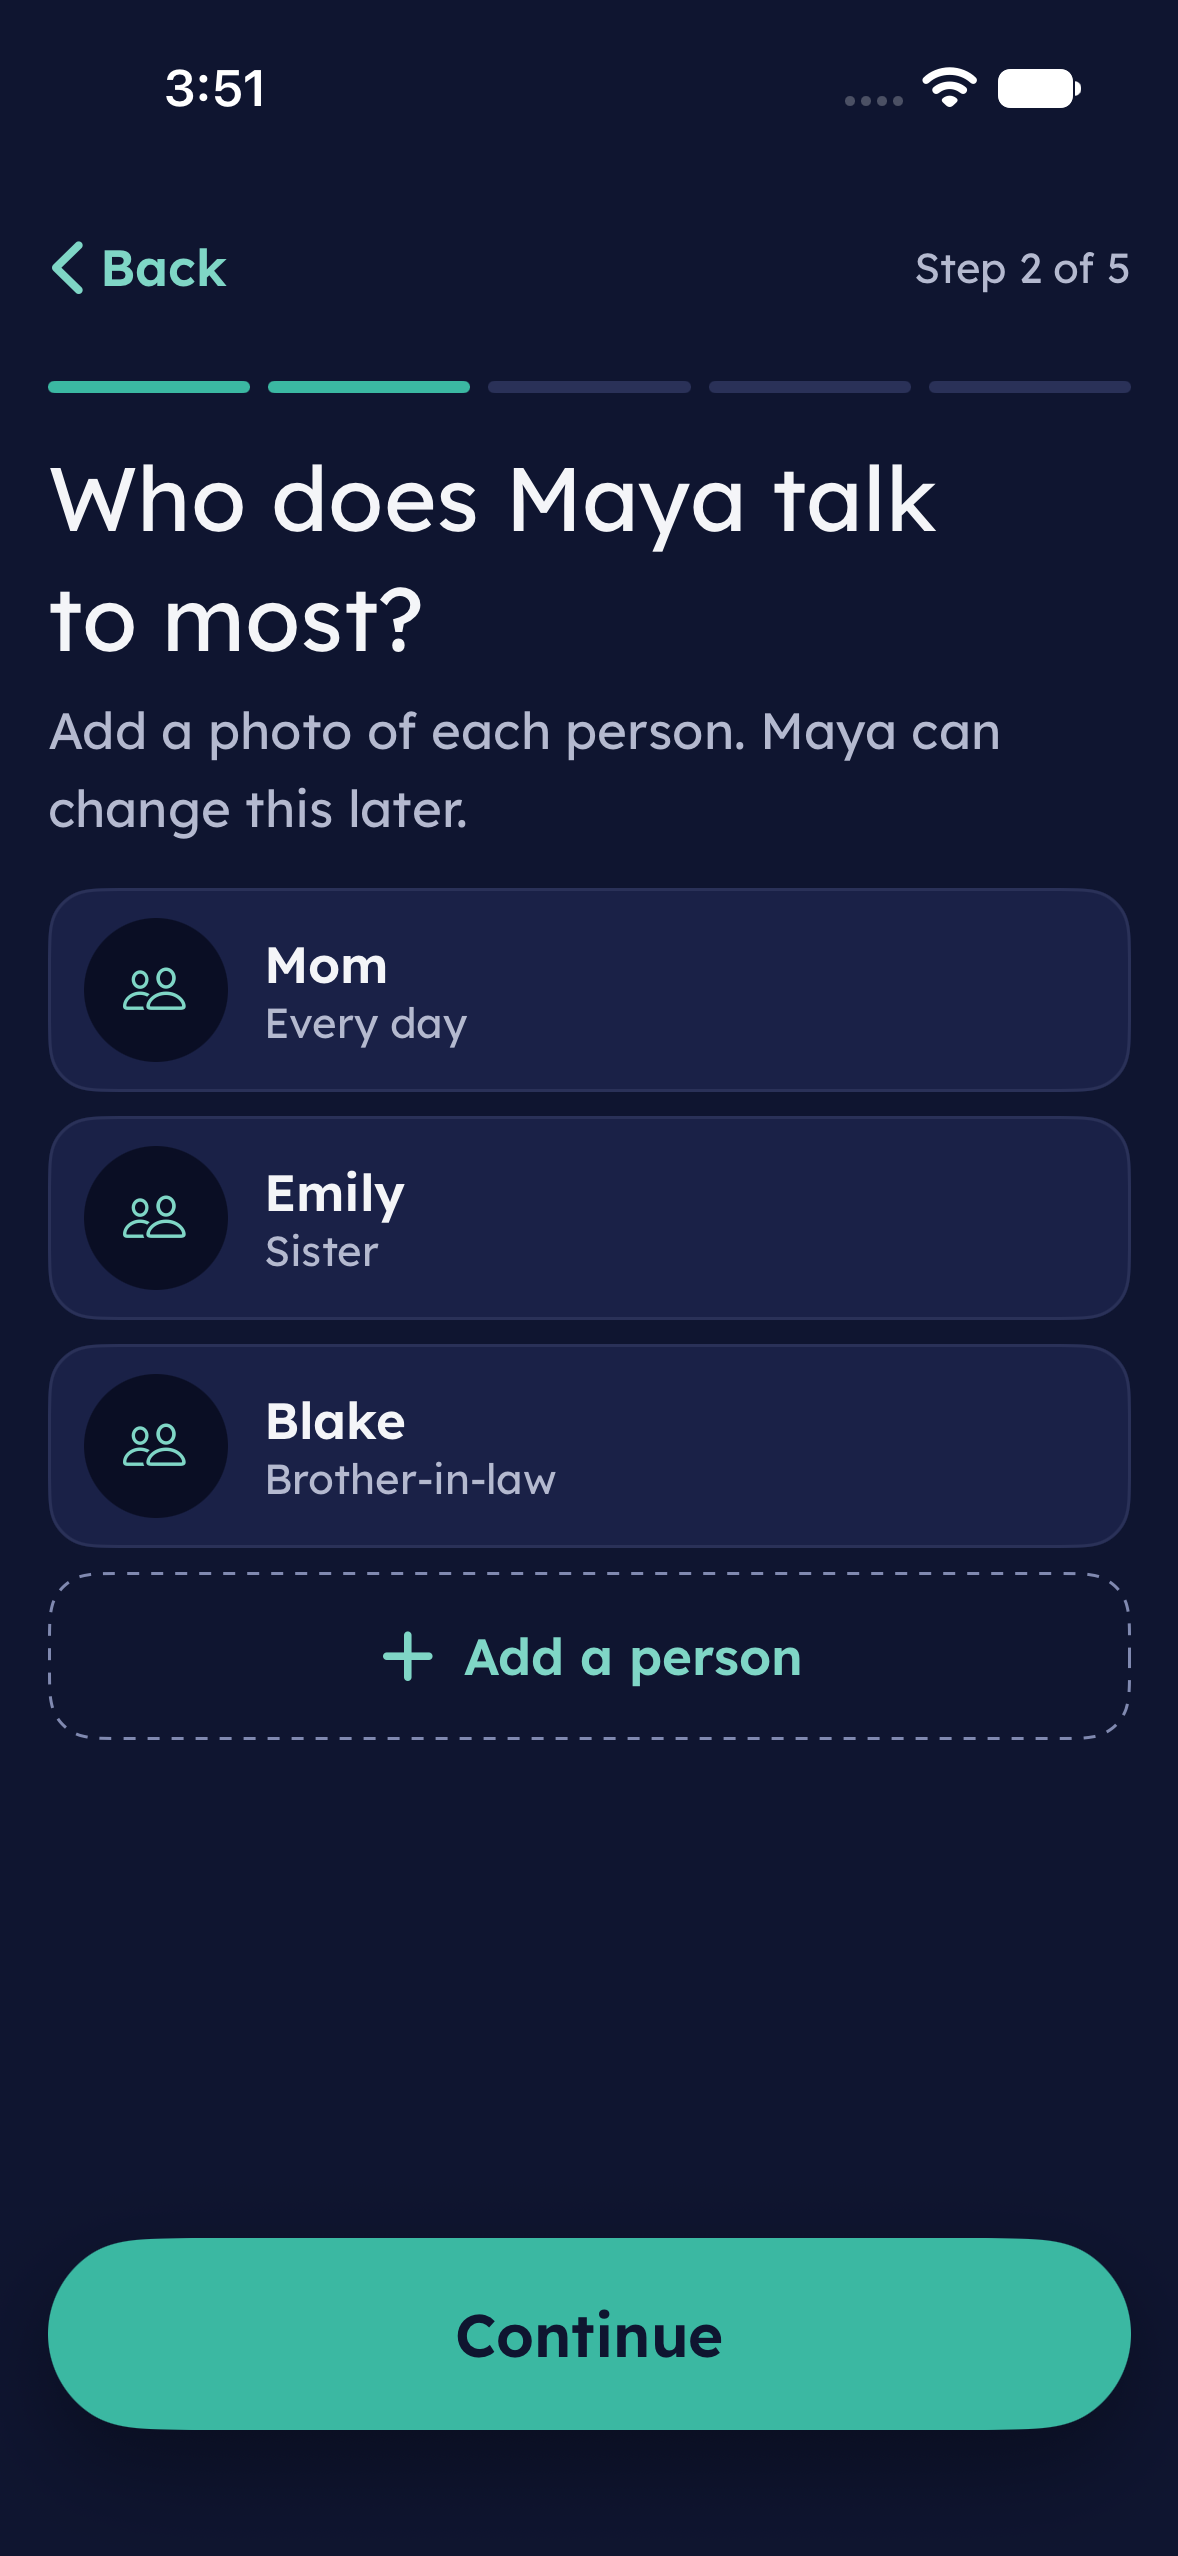 3:51
Back
Step 2 of 5
Who does Maya talk
to most?
Add a photo of each person. Maya can
change this later.
Mom
Every day
Emily
Sister
Blake
Brother-in-law
Add a person
Continue